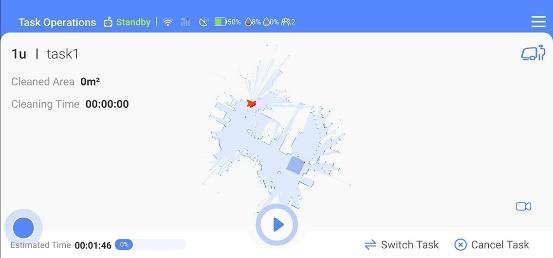 Task Operations Standby 50% 8% 0% 2
1u | task1
Cleaned Area 0m²
Cleaning Time 00:00:00
Estimated Time 00:01:46 0%
Switch Task Cancel Task